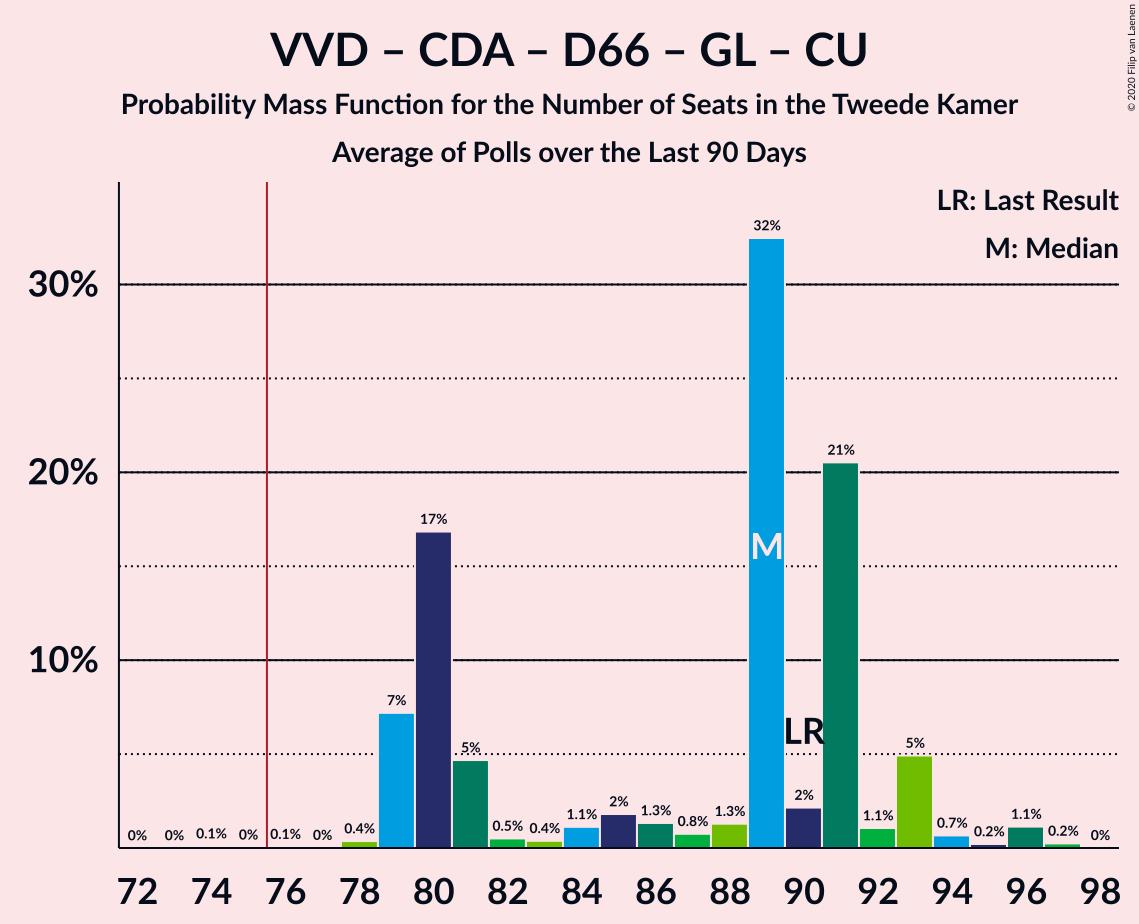 VVD – CDA – D66 – GL – CU
Probability Mass Function for the Number of Seats in the Tweede Kamer
Average of Polls over the Last 90 Days
© 2020 Filip van Laenen
LR: Last Result
M: Median
30%
20%
10%
0% 0% 0.1% 0% 0.1% 0% 0.4% 7% 17% 5% 0.5% 0.4% 1.1% 2% 1.3% 0.8% 1.3% 32% 2% 21% 1.1% 5% 0.7% 0.2% 1.1% 0.2% 0%
M
LR
72 74 76 78 80 82 84 86 88 90 92 94 96 98